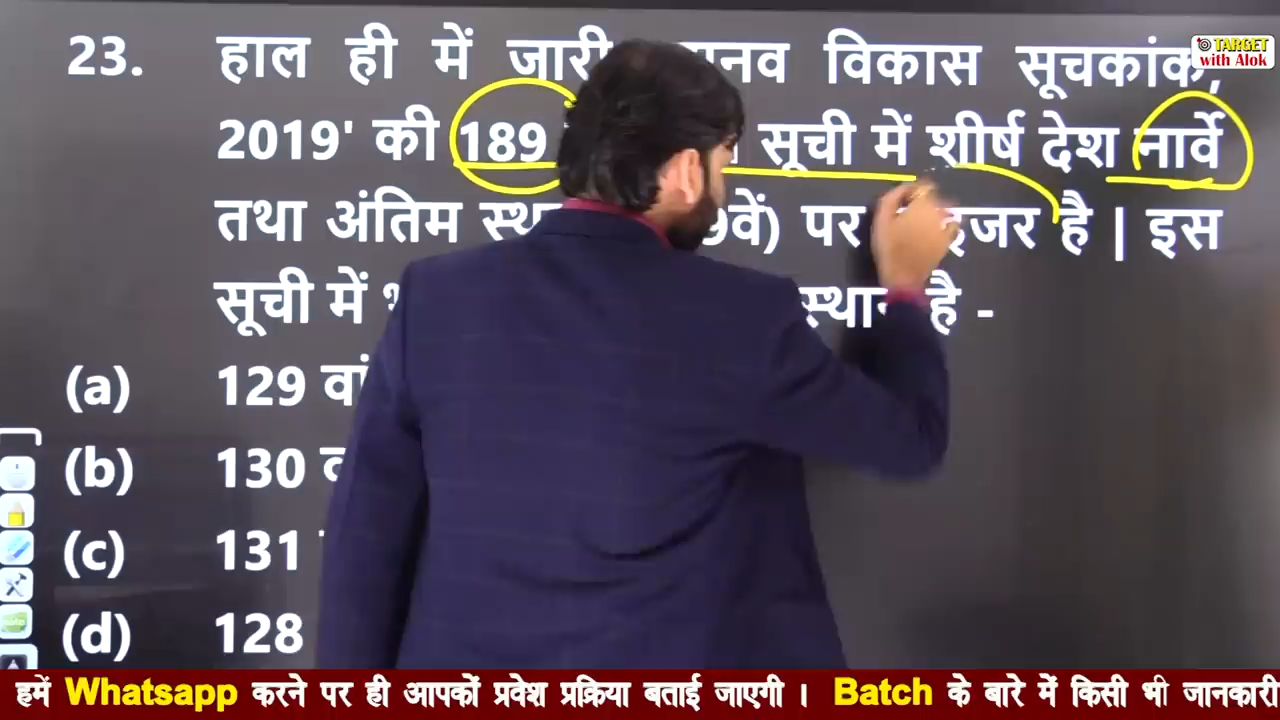 TARGET
with Alok
23. हाल ही में जारी विकास सूचकांक,
2019' की 189 सूची में शीर्ष देश नार्वे
तथा अंतिम पर है | इस
सूची में है -
(a) 129 वां
(b) 130
(c) 131
(d) 128
हमें Whatsapp करने पर ही आपकों प्रवेश प्रक्रिया बताई जाएगी । Batch के बारे में किसी भी जानकारी